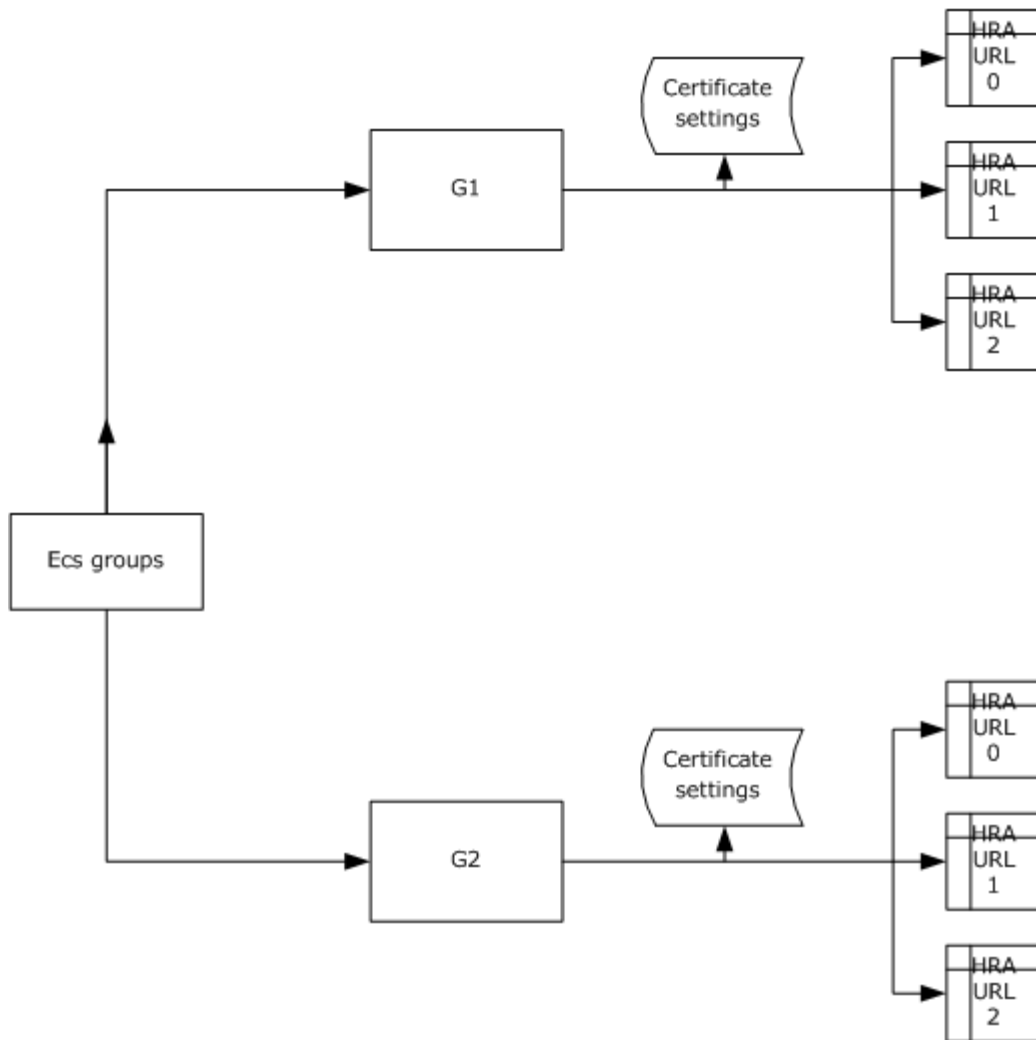 HRA
URL
0
Certificate
settings
HRA
URL
1
G1
HRA
URL
2
Ecs groups
HRA
URL
0
Certificate
settings
HRA
URL
1
G2
HRA
URL
2